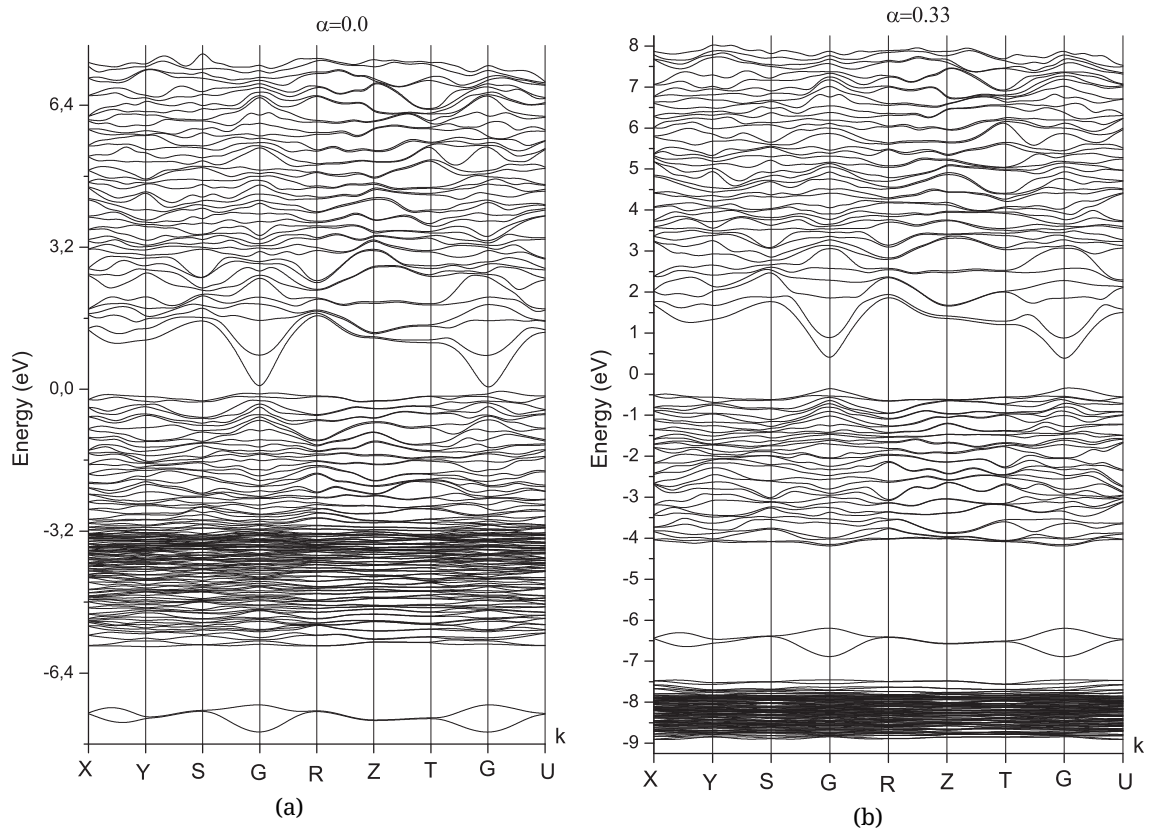 α=0.0
α=0.33
Energy (eV)
6,4
3,2
0,0
-3,2
-6,4
X Y S G R Z T G U
k
(a)
Energy (eV)
8
7
6
5
4
3
2
1
0
-1
-2
-3
-4
-5
-6
-7
-8
-9
X Y S G R Z T G U
k
(b)